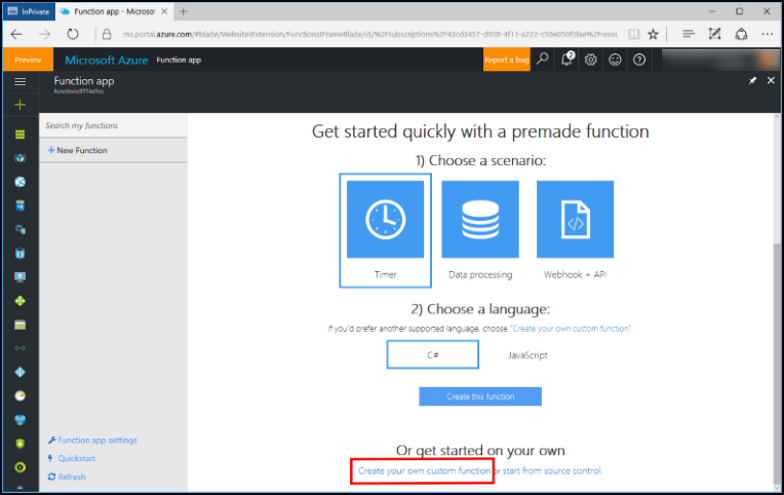 InPrivate
Function app - Microsof
ms.portal.azure.com/#blade/WebsitesExtension/FunctionsIFrameBlade/id/%2Fsubscriptions%2F43cd3457-d938-4f11-a222-c50e05bf3fae%2Fresou
Preview
Microsoft Azure Function app
Report a bug
2
Function app
Search my functions
+ New Function
Get started quickly with a premade function
1) Choose a scenario:
Timer
Data processing
Webhook + API
2) Choose a language:
If you'd prefer another supported language, choose "Create your own custom function".
C#
JavaScript
Create this function
Or get started on your own
Create your own custom function or start from source control.
Function app settings
Quickstart
Refresh